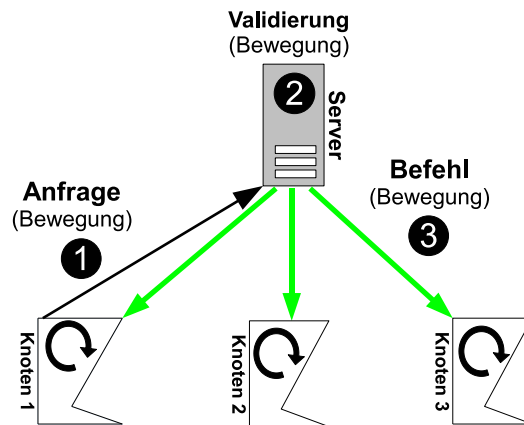 Validierung
(Bewegung)
2
Server
Anfrage
(Bewegung)
1
Befehl
(Bewegung)
3
Knoten 1
Knoten 2
Knoten 3